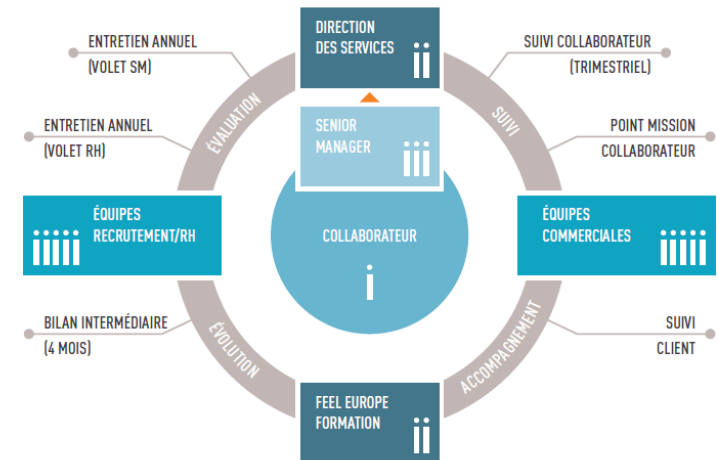 ENTRETIEN ANNUEL
(VOLET SM)
DIRECTION
DES SERVICES
SUIVI COLLABORATEUR
(TRIMESTRIEL)
ÉVALUATION
SUIVI
ENTRETIEN ANNUEL
(VOLET RH)
SENIOR
MANAGER
POINT MISSION
COLLABORATEUR
ÉQUIPES
RECRUTEMENT/RH
COLLABORATEUR
ÉQUIPES
COMMERCIALES
BILAN INTERMÉDIAIRE
(4 MOIS)
ÉVOLUTION
ACCOMPAGNEMENT
SUIVI
CLIENT
FEEL EUROPE
FORMATION